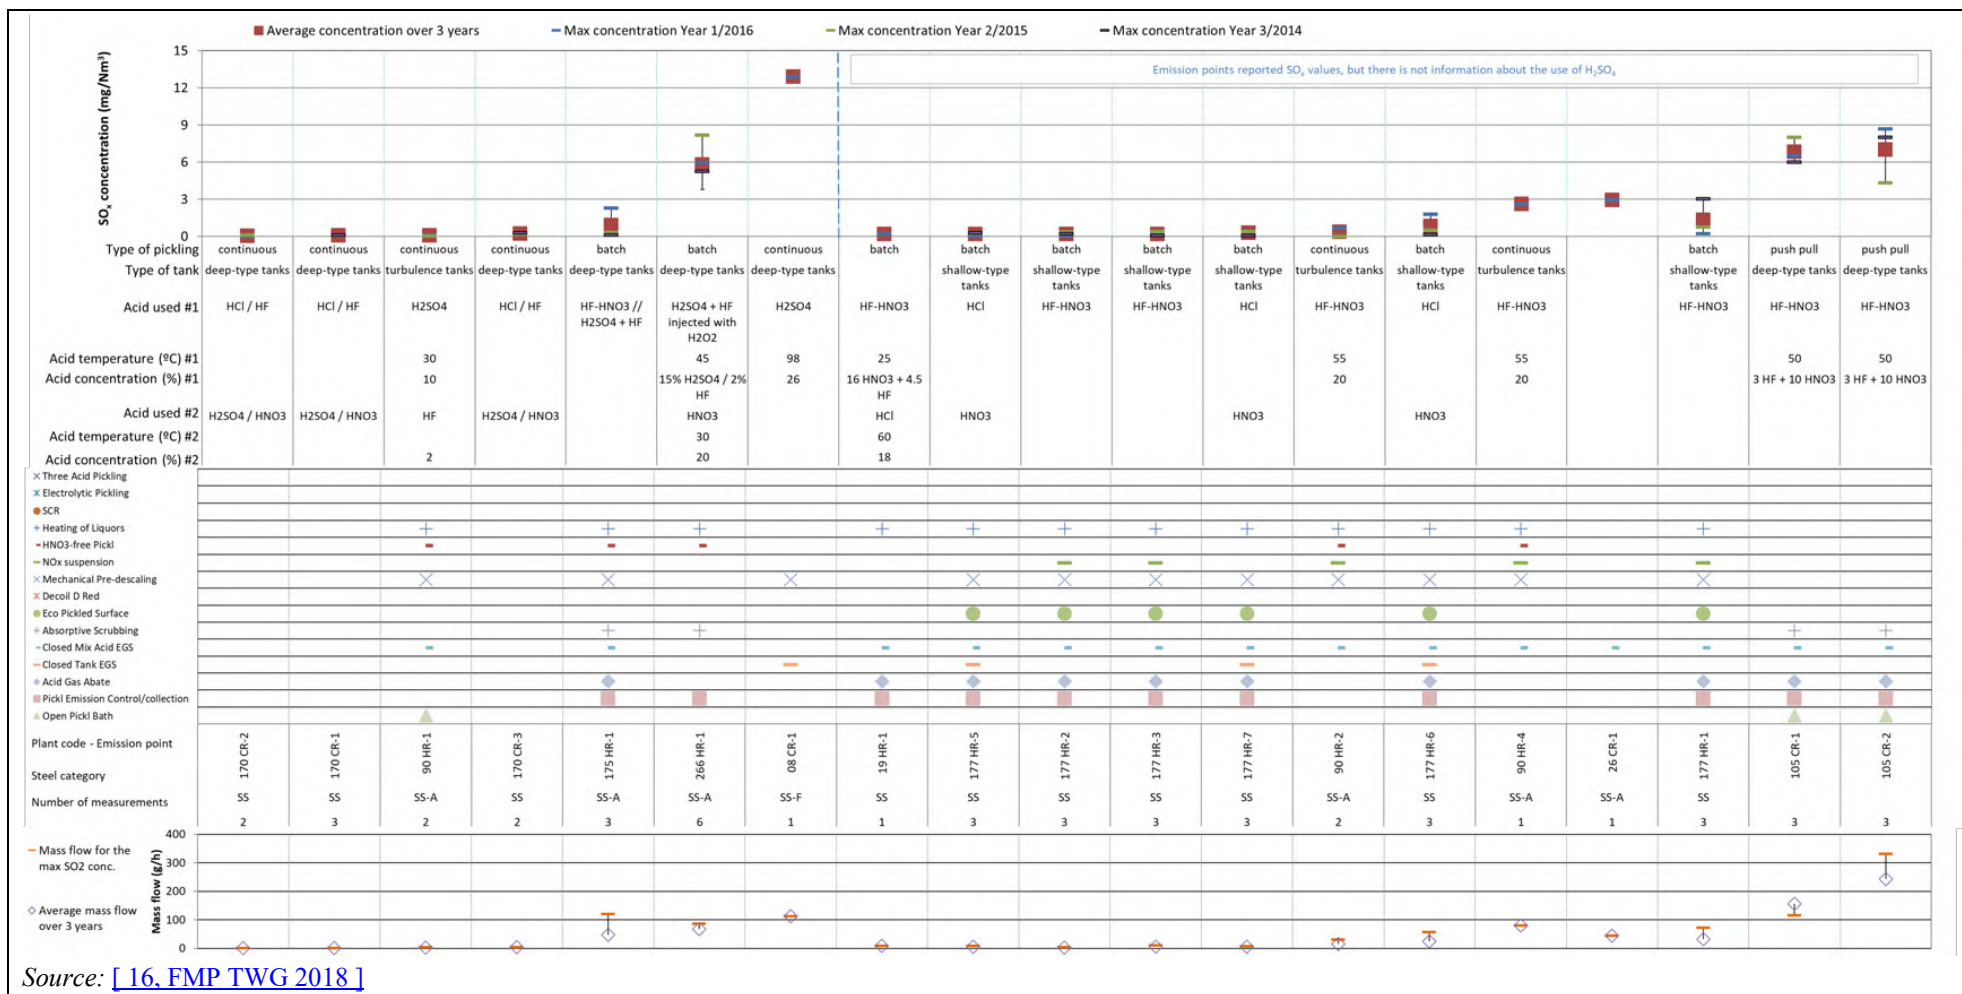 Average concentration over 3 years Max concentration Year 1/2016 Max concentration Year 2/2015 Max concentration Year 3/2014
SOx concentration (mg/Nm³)
15
12
9
6
3
0
Emission points reported SOx values, but there is not information about the use of H2SO4
Type of pickling continuous continuous continuous continuous batch batch continuous batch batch batch batch batch continuous batch continuous batch push pull push pull
Type of tank deep-type tanks deep-type tanks turbulence tanks deep-type tanks deep-type tanks deep-type tanks deep-type tanks shallow-type shallow-type shallow-type shallow-type turbulence tanks shallow-type turbulence tanks shallow-type deep-type tanks deep-type tanks
tanks tanks tanks tanks tanks tanks
Acid used #1 HCl / HF HCl / HF H2SO4 HCl / HF HF-HNO3 // H2SO4 + HF H2SO4 HF-HNO3 HCl HF-HNO3 HF-HNO3 HCl HF-HNO3 HCl HF-HNO3 HF-HNO3 HF-HNO3 HF-HNO3
H2SO4 + HF injected with
H2O2
Acid temperature (ºC) #1 30 45 98 25 55 55 50 50
Acid concentration (%) #1 10 15% H2SO4 / 2% 26 16 HNO3 + 4.5 20 20 3 HF + 10 HNO3 3 HF + 10 HNO3
HF HF
Acid used #2 H2SO4 / HNO3 H2SO4 / HNO3 HF H2SO4 / HNO3 HNO3 HCl HNO3 HNO3 HNO3
Acid temperature (ºC) #2 30 60
Acid concentration (%) #2 2 20 18
Three Acid Pickling
Electrolytic Pickling
SCR
Heating of Liquors
HNO3-free Pickl
NOx suspension
Mechanical Pre-descaling
Decoil D Red
Eco Pickled Surface
Absorptive Scrubbing
Closed Mix Acid EGS
Closed Tank EGS
Acid Gas Abate
Pickl Emission Control/collection
Open Pickl Bath
Plant code - Emission point 170 CR-2 170 CR-1 90 HR-1 170 CR-3 175 HR-1 266 HR-1 08 CR-1 19 HR-1 177 HR-5 177 HR-2 177 HR-3 177 HR-7 90 HR-2 177 HR-6 90 HR-4 26 CR-1 177 HR-1 105 CR-1 105 CR-2
Steel category
Number of measurements SS SS SS-A SS SS-A SS-A SS-F SS SS SS SS SS SS-A SS SS-A SS-A SS
2 3 2 2 3 6 1 1 3 3 3 3 2 3 1 1 3 3 3
Mass flow for the
max SO2 conc.
Average mass flow
over 3 years
Mass flow (g/h)
400
300
200
100
0
Source: [ 16, FMP TWG 2018 ]